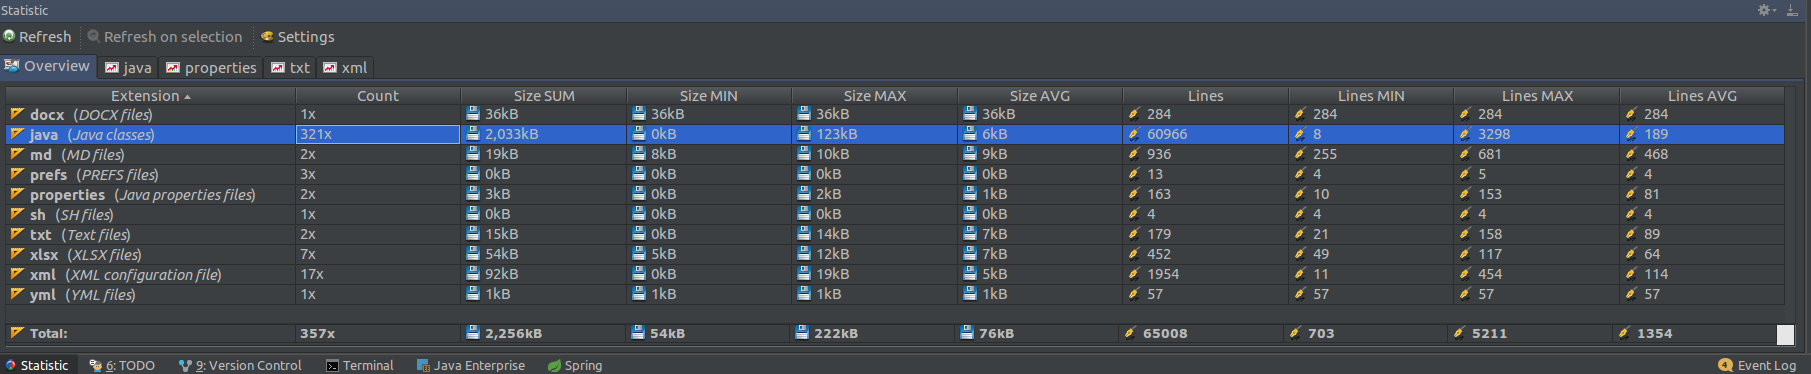 Statistic
Refresh Refresh on selection Settings
Overview java properties txt xml
Extension Count Size SUM Size MIN Size MAX Size AVG Lines Lines MIN Lines MAX Lines AVG
docx (DOCX files) 1x 36kB 36kB 36kB 36kB 284 284 284 284
java (Java classes) 321x 2,033kB 0kB 123kB 6kB 60966 8 3298 189
md (MD files) 2x 19kB 8kB 10kB 9kB 936 255 681 468
prefs (PREFS files) 3x 0kB 0kB 0kB 0kB 13 4 5 4
properties (Java properties files) 2x 3kB 0kB 2kB 1kB 163 10 153 81
sh (SH files) 1x 0kB 0kB 0kB 0kB 4 4 4 4
txt (Text files) 2x 15kB 0kB 14kB 7kB 179 21 158 89
xlsx (XLSX files) 7x 54kB 5kB 12kB 7kB 452 49 117 64
xml (XML configuration file) 17x 92kB 0kB 19kB 5kB 1954 11 454 114
yml (YML files) 1x 1kB 1kB 1kB 1kB 57 57 57 57
Total: 357x 2,256kB 54kB 222kB 76kB 65008 703 5211 1354
Statistic 6: TODO 9: Version Control Terminal Java Enterprise Spring 4 Event Log